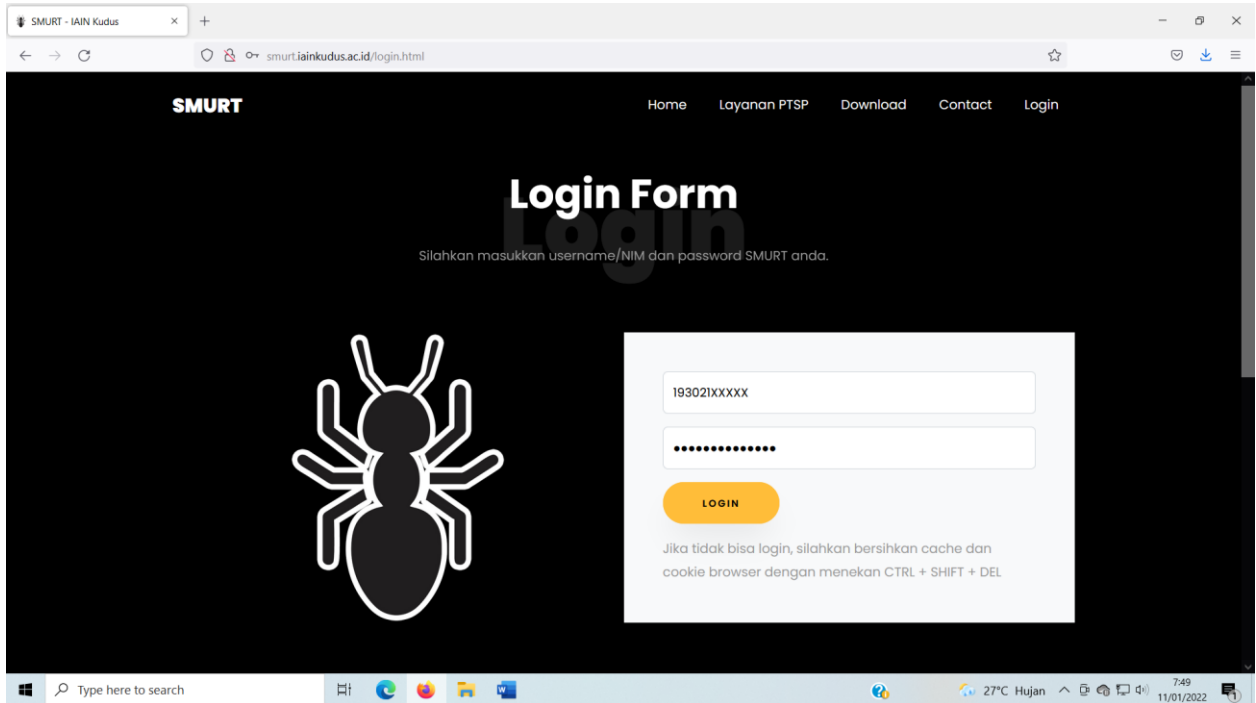 SMURT - IAIN Kudus
smurt.iainkudus.ac.id/login.html
SMURT
Home Layanan PTSP Download Contact Login
Login
Login Form
Silahkan masukkan username/NIM dan password SMURT anda.
193021XXXXX
••••••••••••••
LOGIN
Jika tidak bisa login, silahkan bersihkan cache dan
cookie browser dengan menekan CTRL + SHIFT + DEL
Type here to search
27°C Hujan
7:49
11/01/2022
1